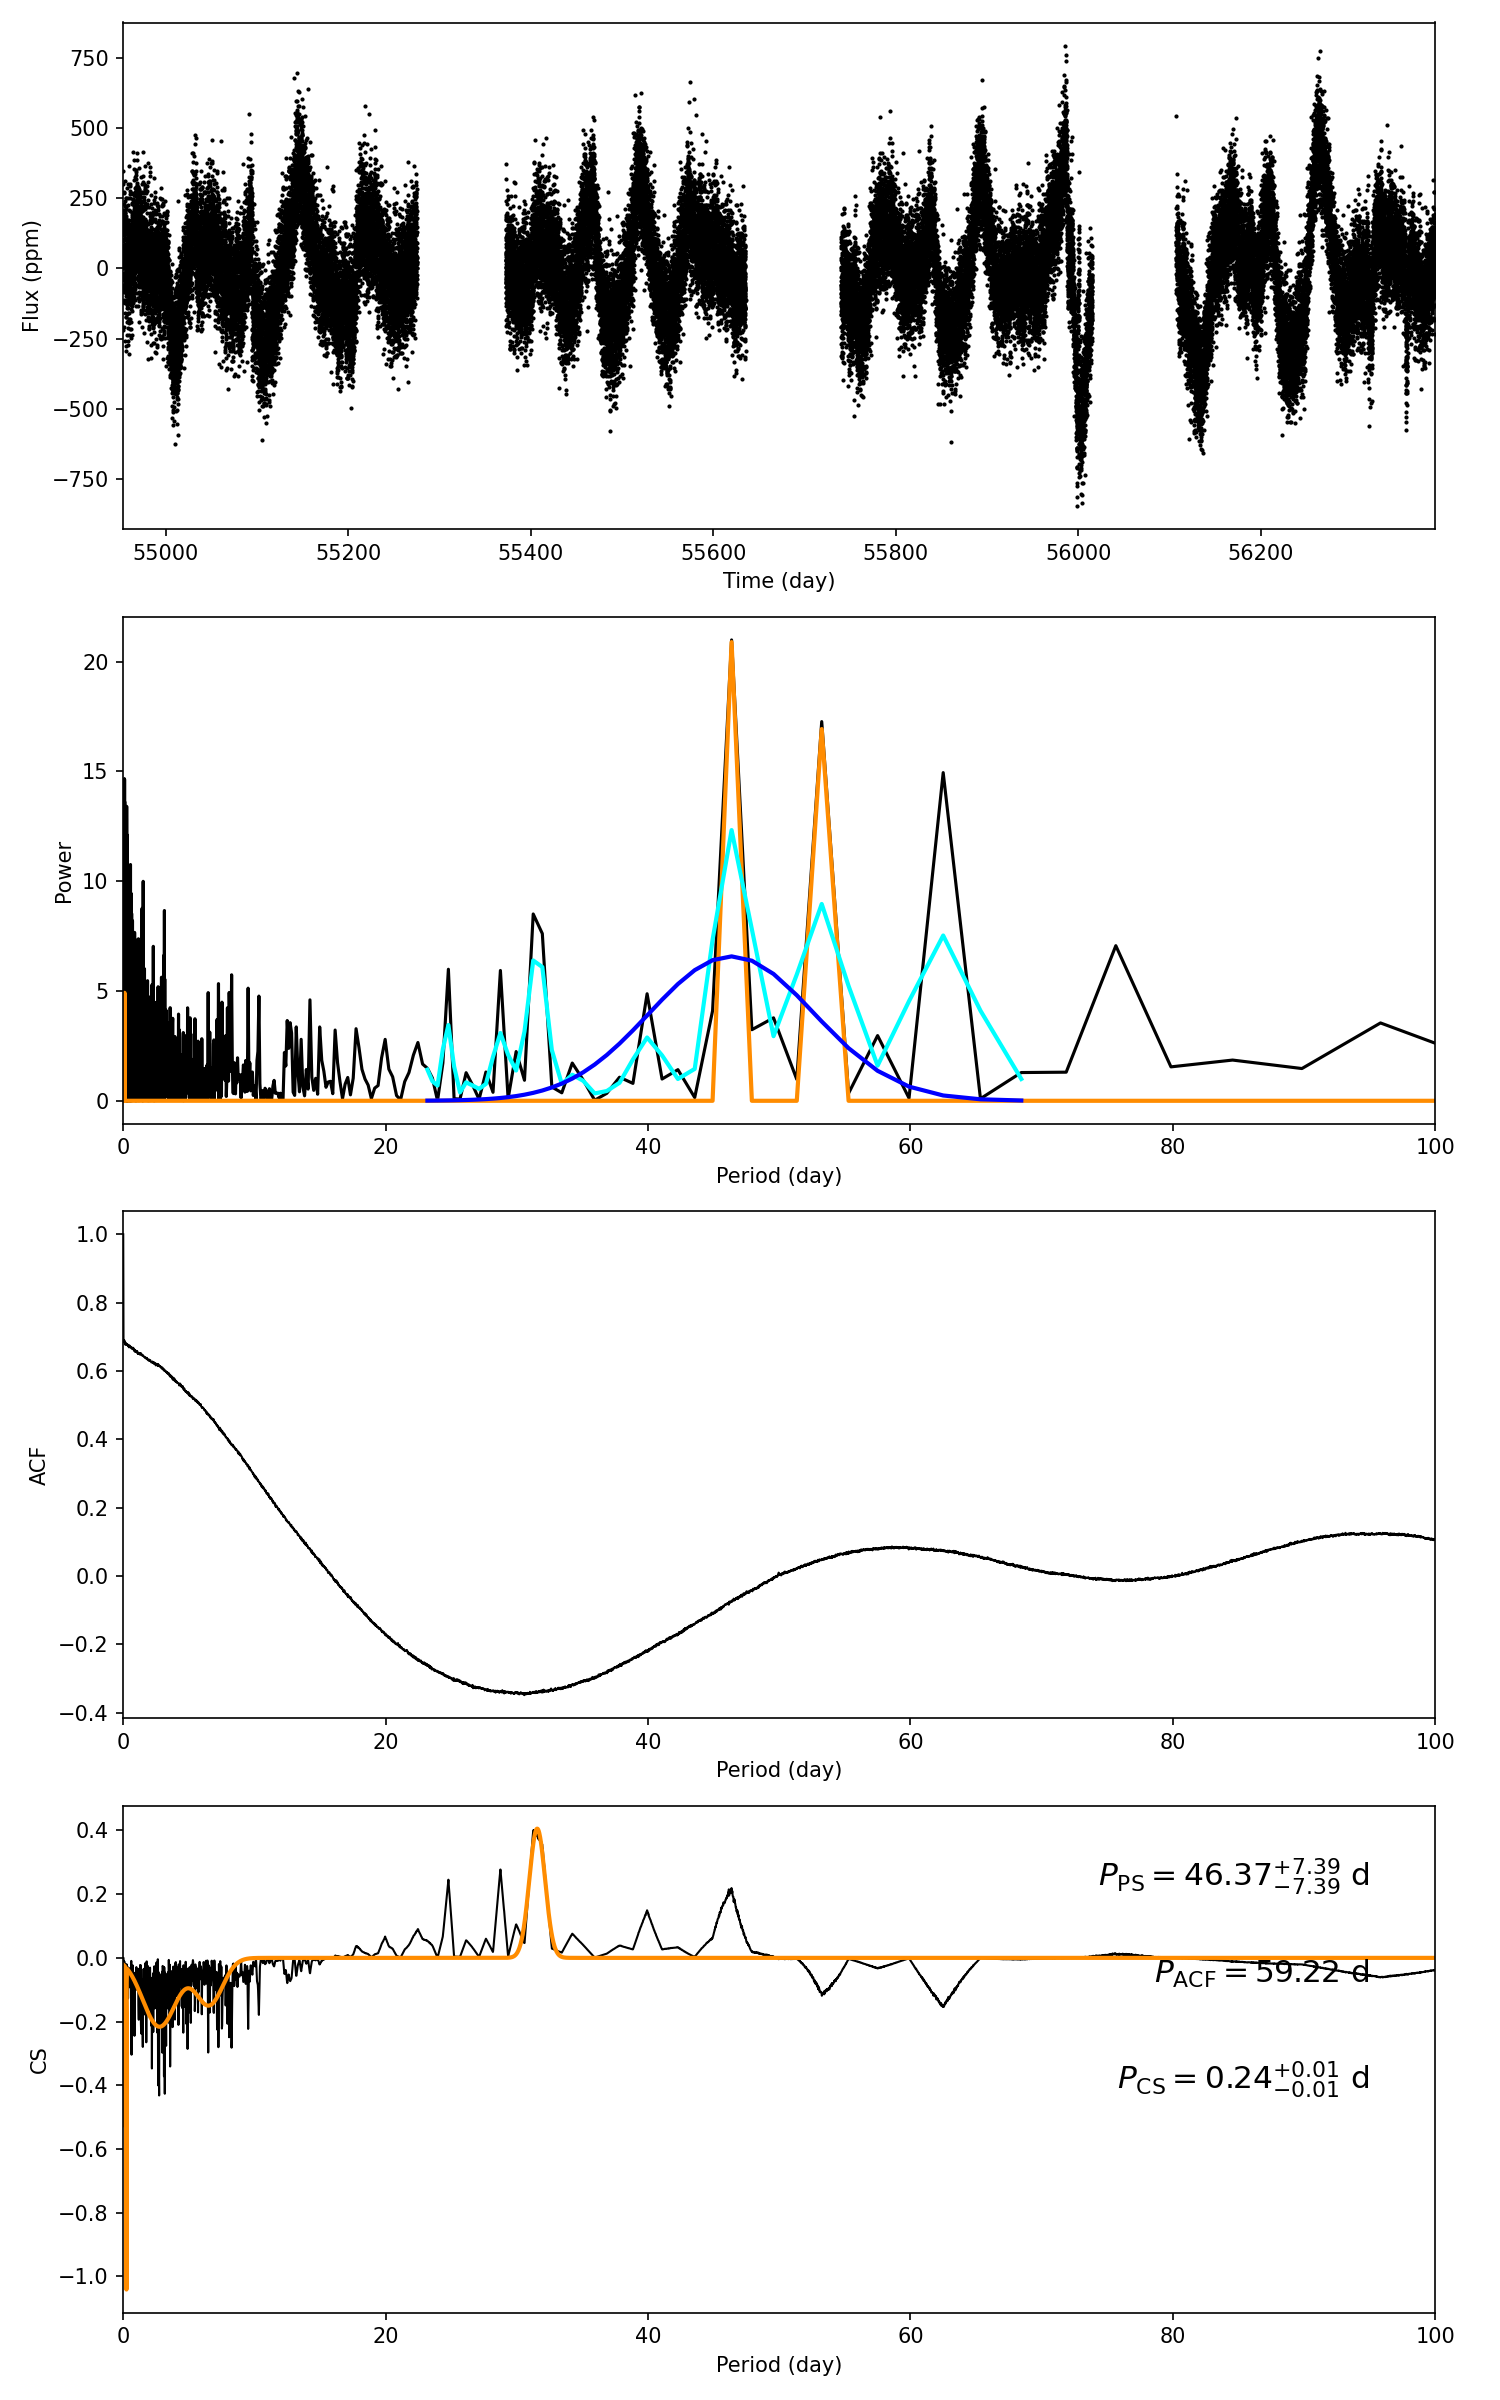 750
500
250
0
−250
−500
−750
Flux (ppm)
55000 55200 55400 55600 55800 56000 56200
Time (day)
20
15
10
5
0
Power
0 20 40 60 80 100
Period (day)
1.0
0.8
0.6
0.4
0.2
0.0
−0.2
−0.4
ACF
0 20 40 60 80 100
Period (day)
0.4
0.2
0.0
−0.2
−0.4
−0.6
−0.8
−1.0
CS
P_PS = 46.37^{+7.39}_{−7.39} d
P_ACF = 59.22 d
P_CS = 0.24^{+0.01}_{−0.01} d
0 20 40 60 80 100
Period (day)